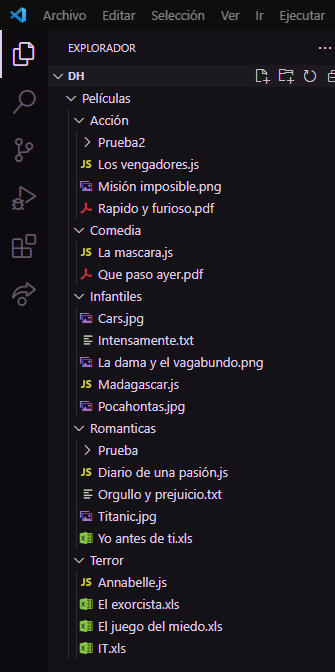 Archivo Editar Selección Ver Ir Ejecutar
EXPLORADOR
DH
Películas
Acción
Prueba2
JS Los vengadores.js
Misión imposible.png
Rapido y furioso.pdf
Comedia
JS La mascara.js
Que paso ayer.pdf
Infantiles
Cars.jpg
Intensamente.txt
La dama y el vagabundo.png
JS Madagascar.js
Pocahontas.jpg
Romanticas
Prueba
JS Diario de una pasión.js
Orgullo y prejuicio.txt
Titanic.jpg
Yo antes de ti.xls
Terror
JS Annabelle.js
El exorcista.xls
El juego del miedo.xls
IT.xls